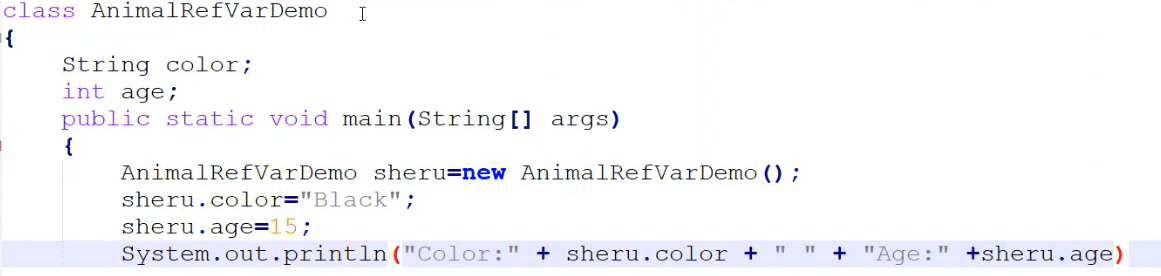 class AnimalRefVarDemo
{
String color;
int age;
public static void main(String[] args)
{
AnimalRefVarDemo sheru=new AnimalRefVarDemo();
sheru.color="Black";
sheru.age=15;
System.out.println("Color:" + sheru.color + " " + "Age:" +sheru.age)